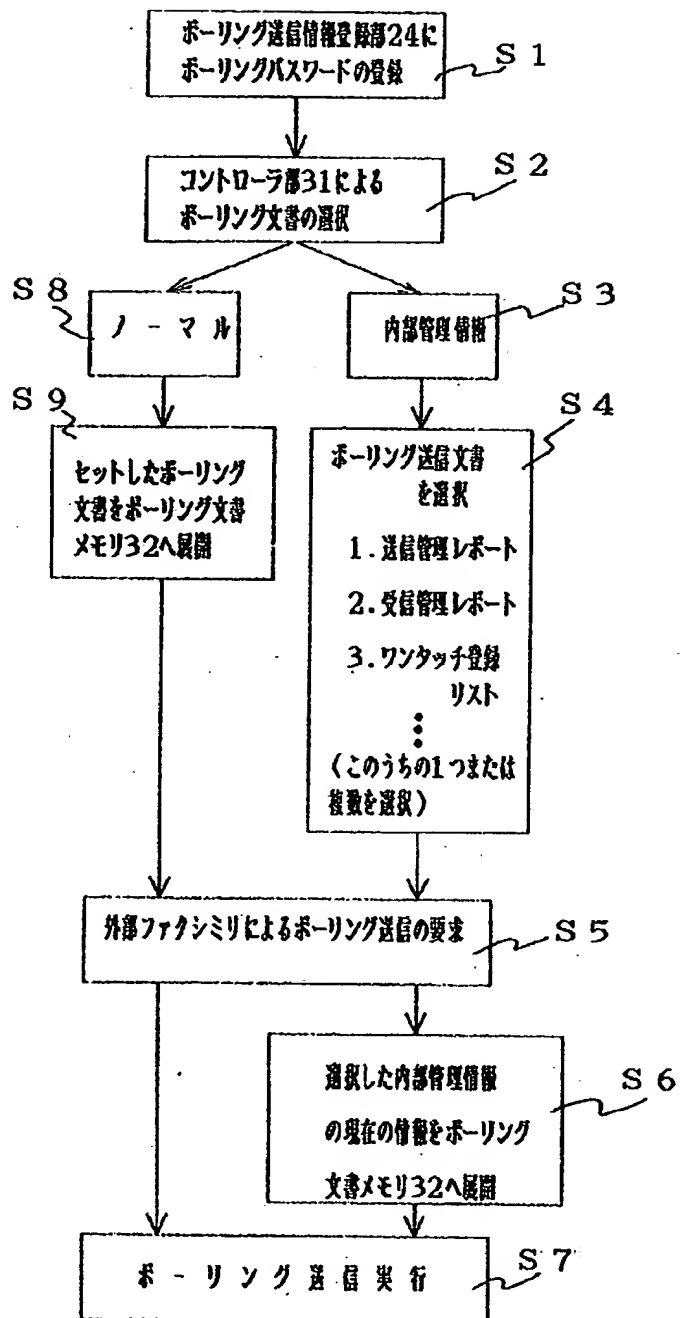 ポーリング送信情報登録部24に
ポーリングパスワードの登録
S1
コントローラ部31による
ポーリング文書の選択
S2
S8
ノーマル
内部管理情報
S3
S9
セットしたポーリング
文書をポーリング文書
メモリ32へ展開
S4
ポーリング送信文書
を選択
1.送信管理レポート
2.受信管理レポート
3.ワンタッチ登録
リスト
(このうちの1つまたは
複数を選択)
外部ファクシミリによるポーリング送信の要求
S5
選択した内部管理情報
の現在の情報をポーリング
文書メモリ32へ展開
S6
ポーリング送信実行
S7